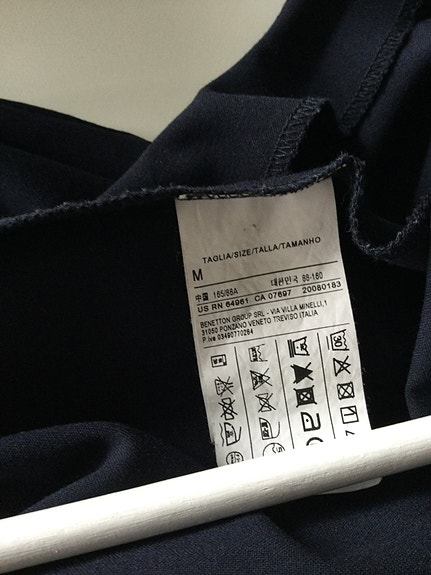 TAGLIA/SIZE/TALLA/TAMANHO
M
中国 165/88A 대한민국 88-160
US RN 64961 CA 07697 20080183
BENETTON GROUP SRL - VIA VILLA MINELLI,1
31050 PONZANO VENETO TREVISO ITALIA
P.iva 03490770264